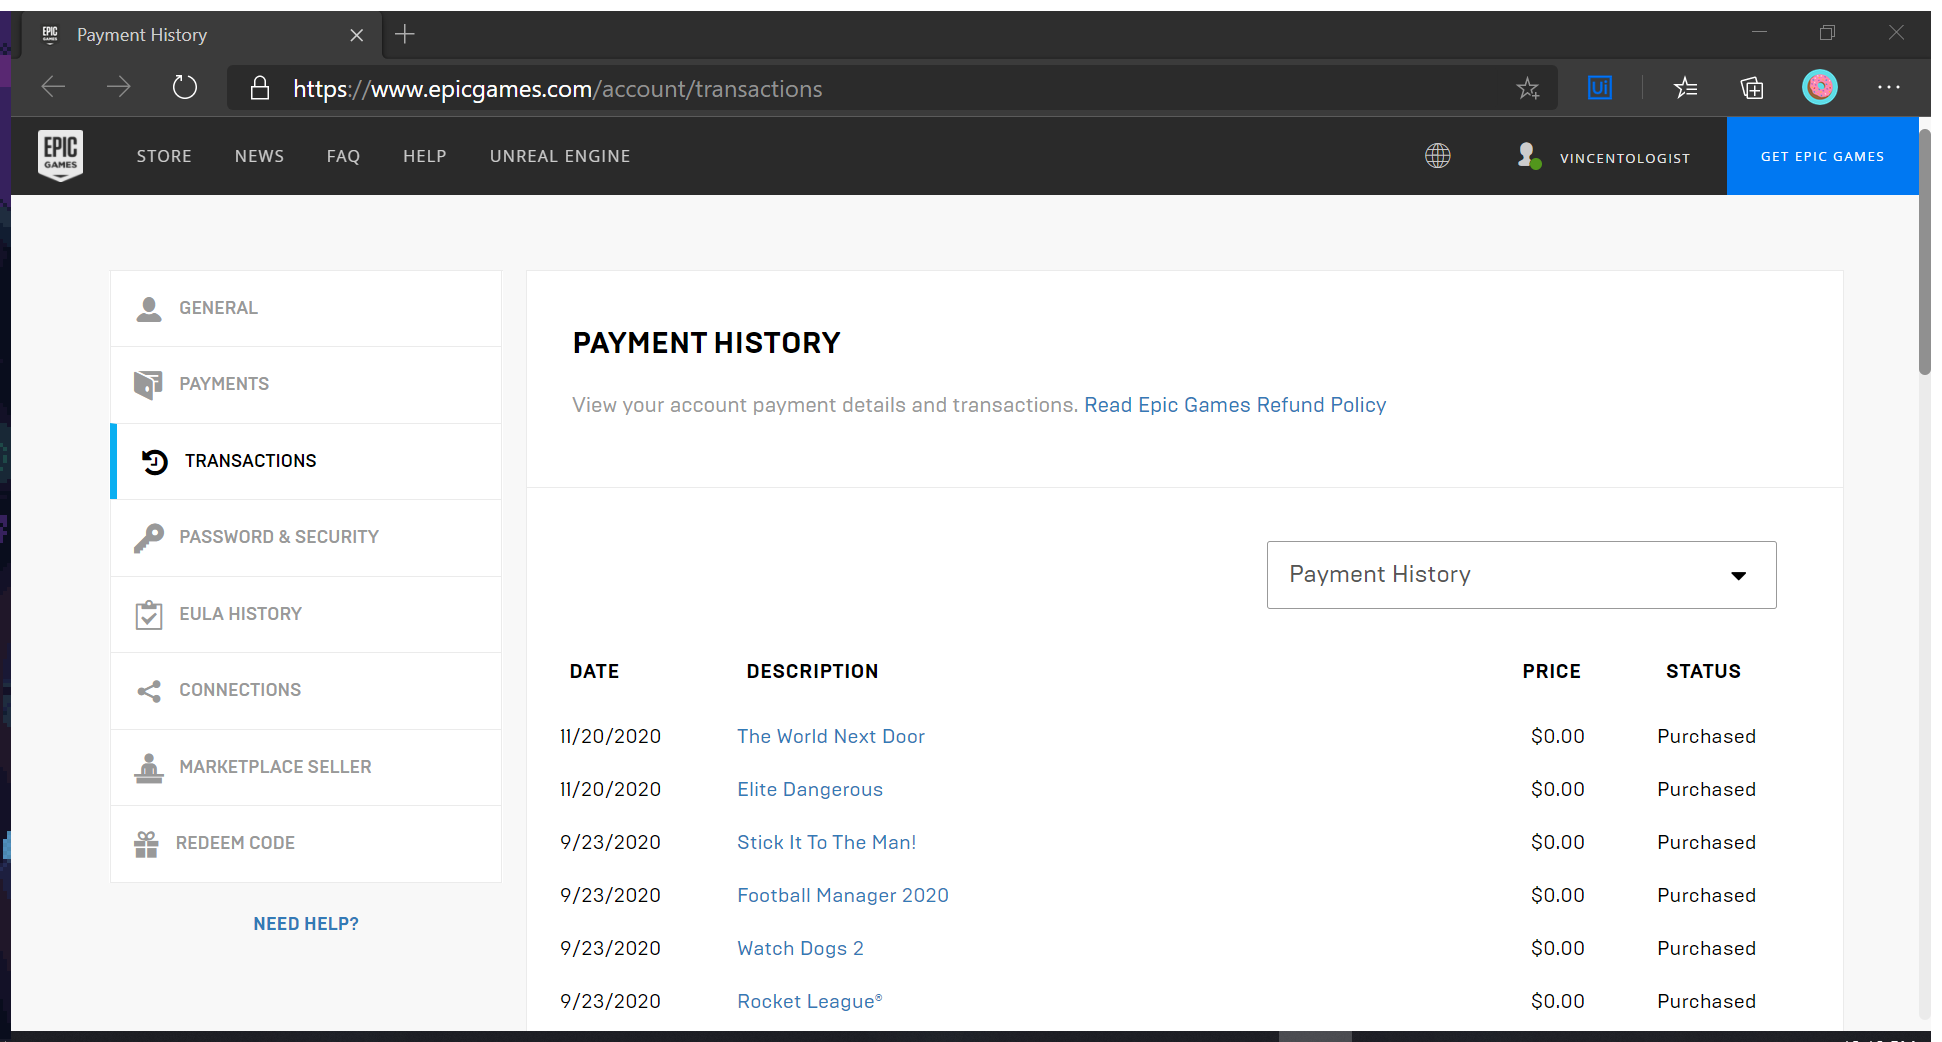 EPIC GAMES Payment History
https://www.epicgames.com/account/transactions
Ui
EPIC GAMES
STORE NEWS FAQ HELP UNREAL ENGINE VINCENTOLOGIST GET EPIC GAMES
GENERAL
PAYMENTS
TRANSACTIONS
PASSWORD & SECURITY
EULA HISTORY
CONNECTIONS
MARKETPLACE SELLER
REDEEM CODE
NEED HELP?
PAYMENT HISTORY
View your account payment details and transactions. Read Epic Games Refund Policy
Payment History
DATE DESCRIPTION PRICE STATUS
11/20/2020 The World Next Door $0.00 Purchased
11/20/2020 Elite Dangerous $0.00 Purchased
9/23/2020 Stick It To The Man! $0.00 Purchased
9/23/2020 Football Manager 2020 $0.00 Purchased
9/23/2020 Watch Dogs 2 $0.00 Purchased
9/23/2020 Rocket League® $0.00 Purchased